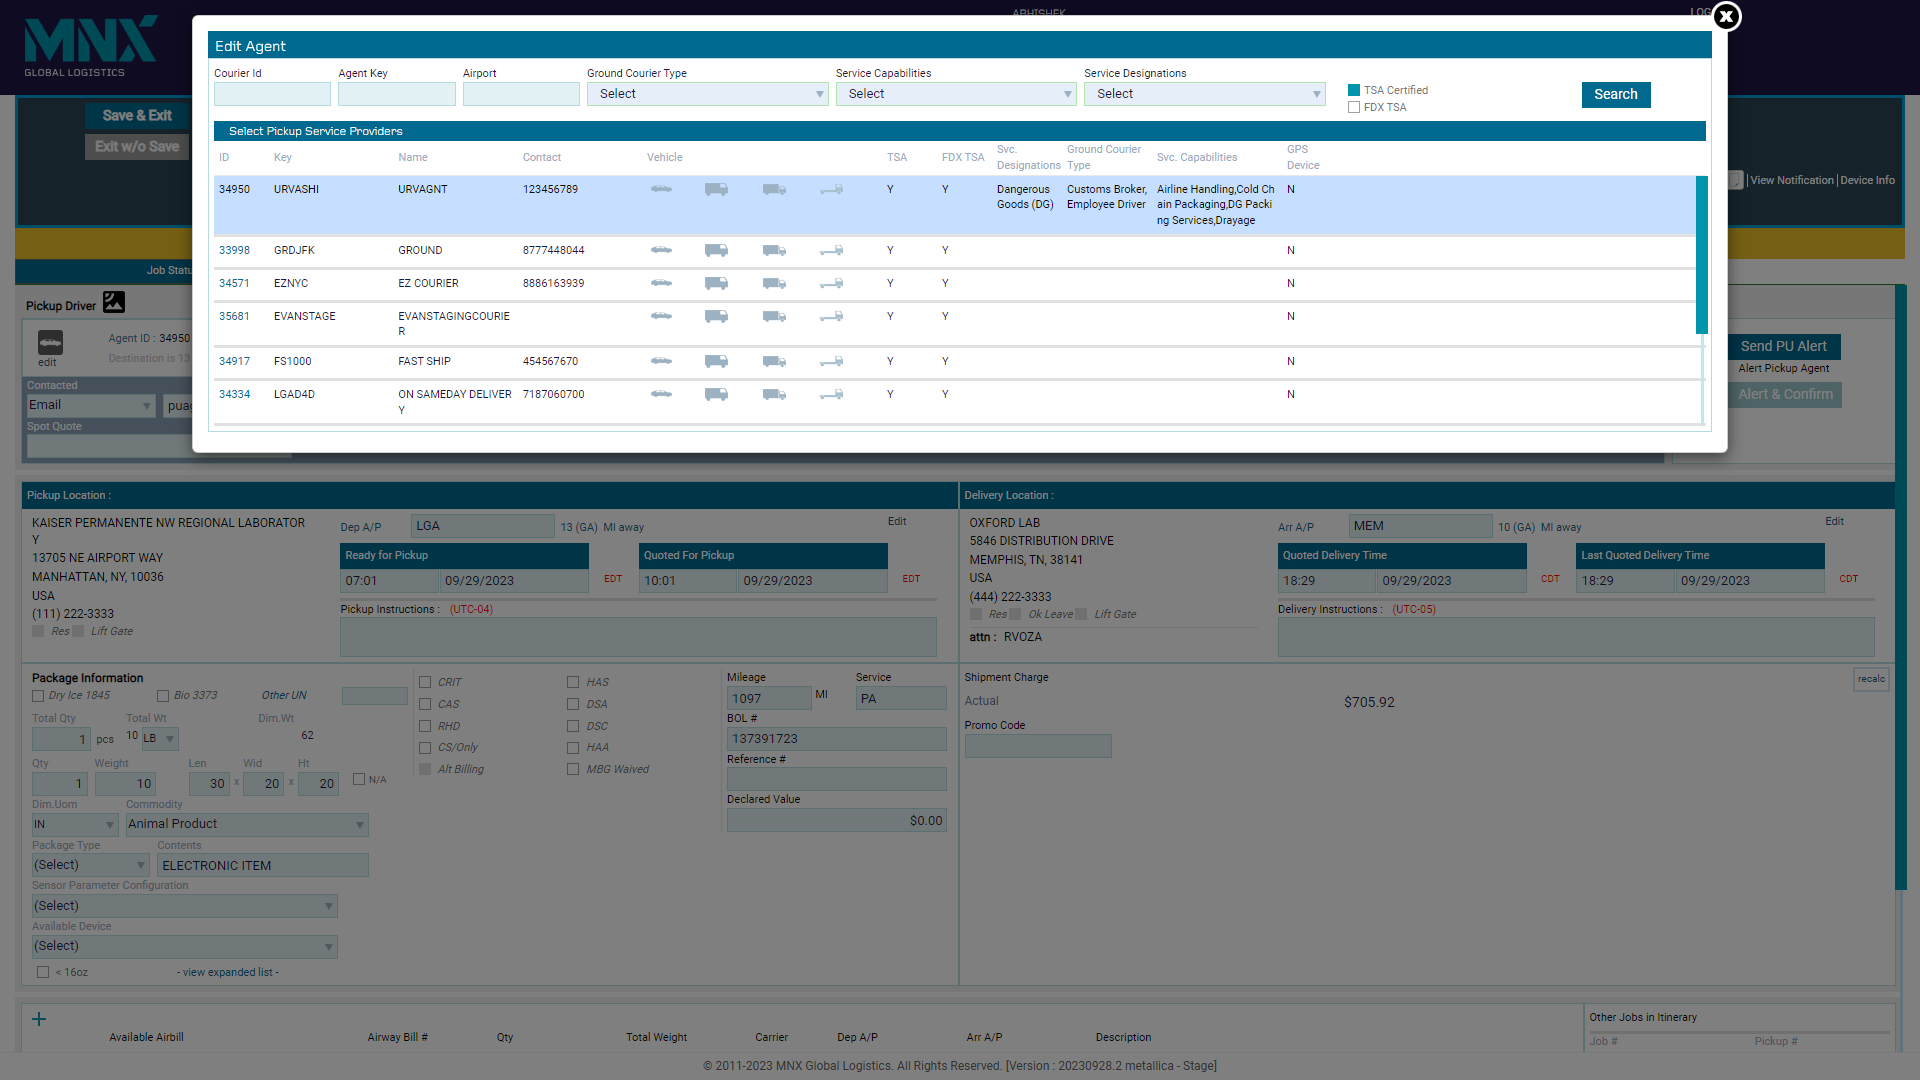 MNX
GLOBAL LOGISTICS
ABHISHEK
LOG
X
Edit Agent
Courier Id
Agent Key
Airport
Ground Courier Type
Service Capabilities
Service Designations
Select
Select
Select
TSA Certified
FDX TSA
Search
Select Pickup Service Providers
ID Key Name Contact Vehicle TSA FDX TSA Svc. Designations Ground Courier Type Svc. Capabilities GPS Device
34950 URVASHI URVAGNT 123456789 Y Y Dangerous Goods (DG) Customs Broker, Employee Driver Airline Handling,Cold Chain Packaging,DG Packing Services,Drayage N
33998 GRDJFK GROUND 8777448044 Y Y N
34571 EZNYC EZ COURIER 8886163939 Y Y N
35681 EVANSTAGE EVANSTAGINGCOURIER Y Y N
34917 FS1000 FAST SHIP 454567670 Y Y N
34334 LGAD4D ON SAMEDAY DELIVERY 7187060700 Y Y N
Save & Exit
Exit w/o Save
View Notification | Device Info
Job Statu
Pickup Driver
edit
Agent ID : 34950
Destination is 13
Contacted
Email
puag
Spot Quote
Send PU Alert
Alert Pickup Agent
Alert & Confirm
Pickup Location :
KAISER PERMANENTE NW REGIONAL LABORATOR
Y
13705 NE AIRPORT WAY
MANHATTAN, NY, 10036
USA
(111) 222-3333
Res Lift Gate
Dep A/P LGA 13 (GA) MI away Edit
Ready for Pickup
07:01 09/29/2023 EDT
Quoted For Pickup
10:01 09/29/2023 EDT
Pickup Instructions : (UTC-04)
Delivery Location :
OXFORD LAB
5846 DISTRIBUTION DRIVE
MEMPHIS, TN, 38141
USA
(444) 222-3333
Res Ok Leave Lift Gate
attn : RVOZA
Arr A/P MEM 10 (GA) MI away Edit
Quoted Delivery Time
18:29 09/29/2023 CDT
Last Quoted Delivery Time
18:29 09/29/2023 CDT
Delivery Instructions : (UTC-05)
Package Information
Dry Ice 1845 Bio 3373 Other UN
Total Qty Total Wt Dim.Wt
1 pcs 10 LB 62
Qty Weight Len Wid Ht
1 10 30 x 20 x 20 N/A
Dim.Uom Commodity
IN Animal Product
Package Type Contents
(Select) ELECTRONIC ITEM
Sensor Parameter Configuration
(Select)
Available Device
(Select)
< 16oz - view expanded list -
CRIT HAS
CAS DSA
RHD DSC
CS/Only HAA
Alt Billing MBG Waived
Mileage Service
1097 MI PA
BOL #
137391723
Reference #
Declared Value
$0.00
Shipment Charge recalc
Actual $705.92
Promo Code
+
Available Airbill Airway Bill # Qty Total Weight Carrier Dep A/P Arr A/P Description
Other Jobs in Itinerary
Job # Pickup #
© 2011-2023 MNX Global Logistics. All Rights Reserved. [Version : 20230928.2 metallica - Stage]